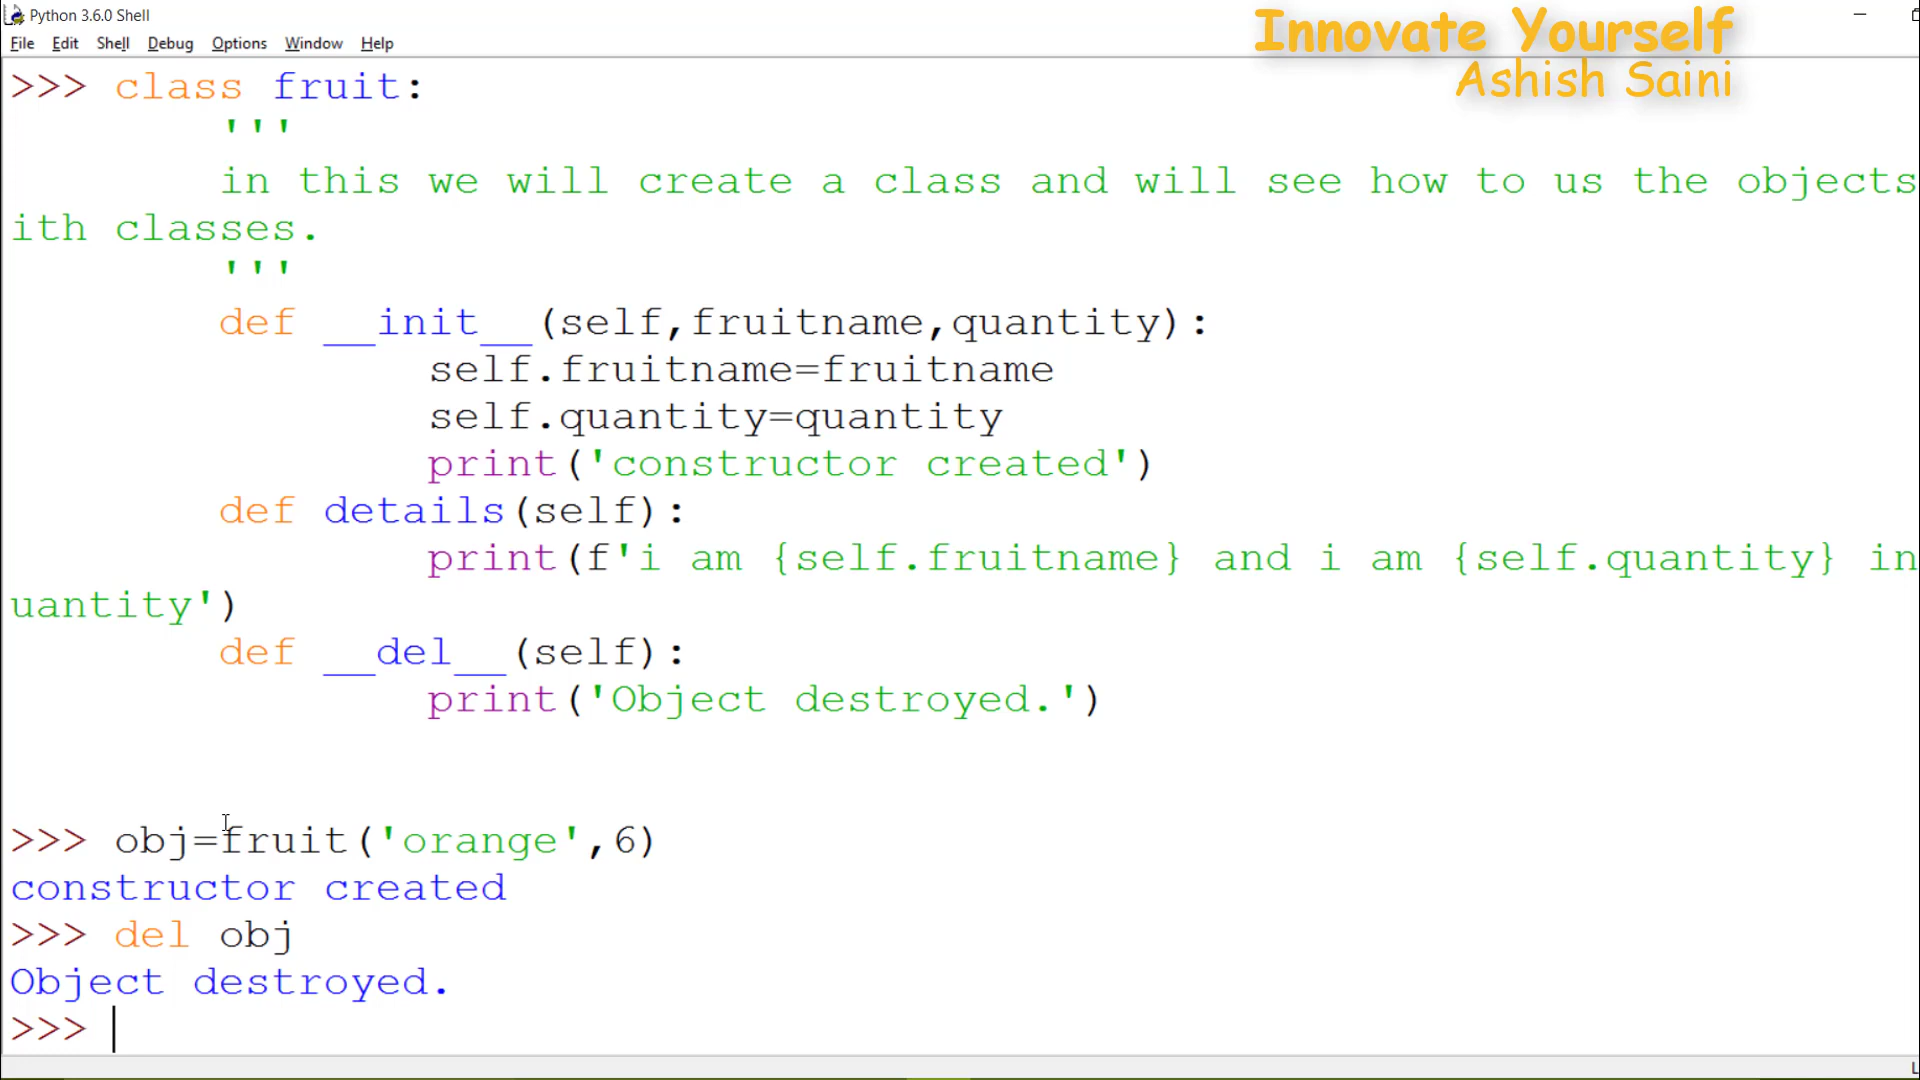 Python 3.6.0 Shell
Innovate Yourself
Ashish Saini
File Edit Shell Debug Options Window Help
>>> class fruit:
'''
in this we will create a class and will see how to us the objects
ith classes.
'''
def __init__(self,fruitname,quantity):
self.fruitname=fruitname
self.quantity=quantity
print('constructor created')
def details(self):
print(f'i am {self.fruitname} and i am {self.quantity} in
uantity')
def __del__(self):
print('Object destroyed.')
>>> obj=fruit('orange',6)
constructor created
>>> del obj
Object destroyed.
>>>